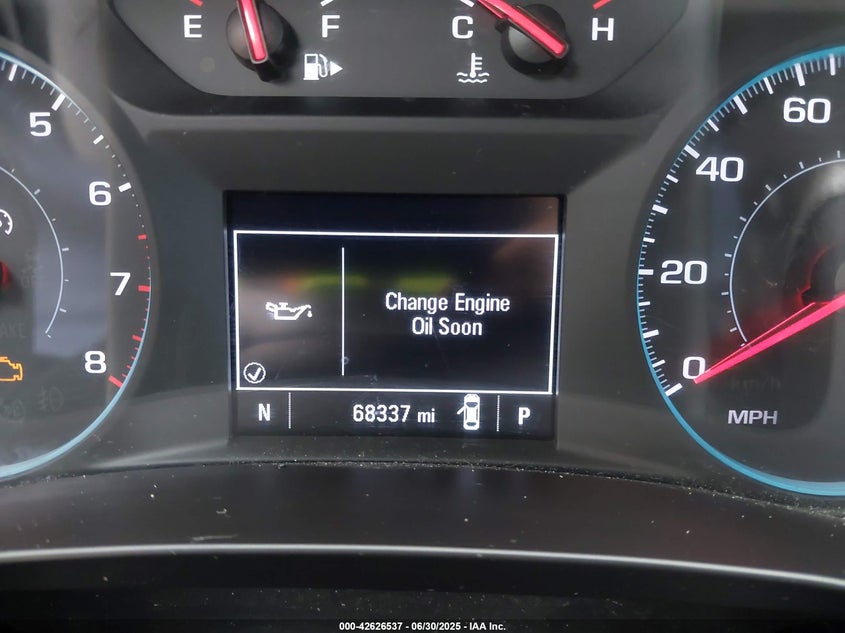 E F C H
5
6
7
8
60
40
20
0
MPH
km/h
Change Engine
Oil Soon
N 68337 mi P
000-42626537 - 06/30/2025 - IAA Inc.